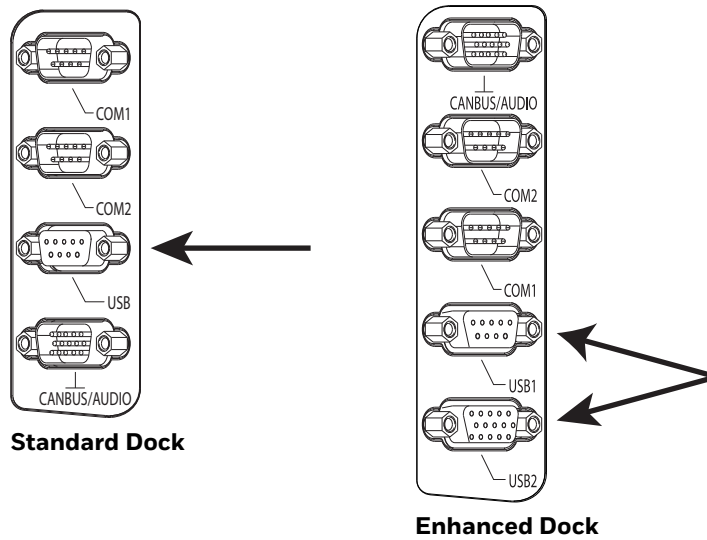 COM1
COM2
USB
CANBUS/AUDIO
Standard Dock
CANBUS/AUDIO
COM2
COM1
USB1
USB2
Enhanced Dock